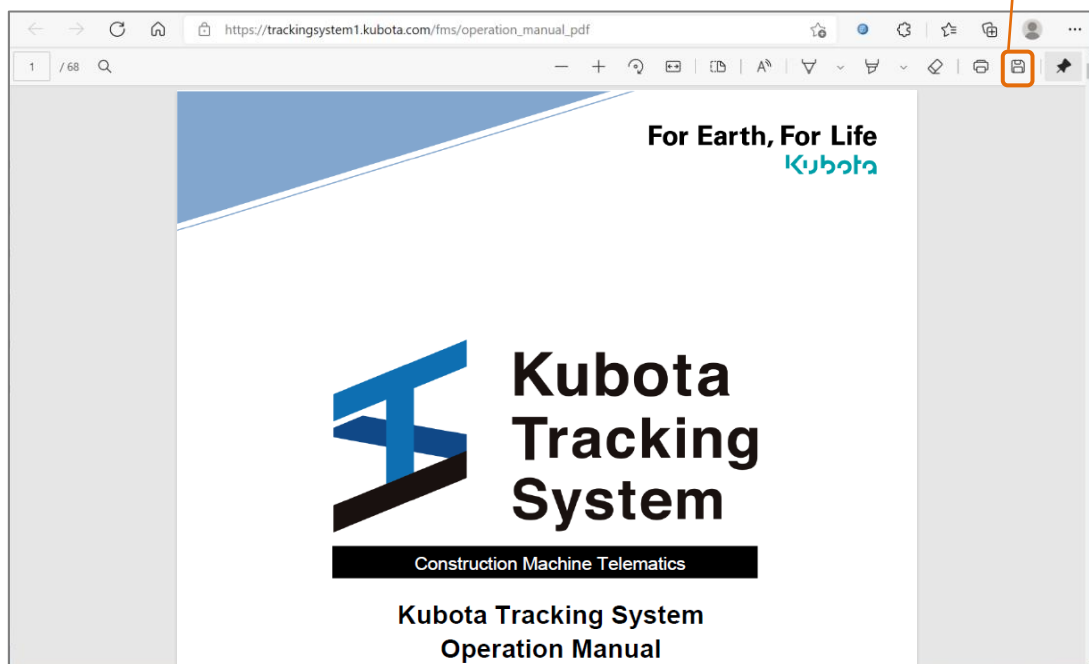 https://trackingsystem1.kubota.com/fms/operation_manual_pdf
1 / 68
For Earth, For Life
Kubota
Kubota
Tracking
System
Construction Machine Telematics
Kubota Tracking System
Operation Manual